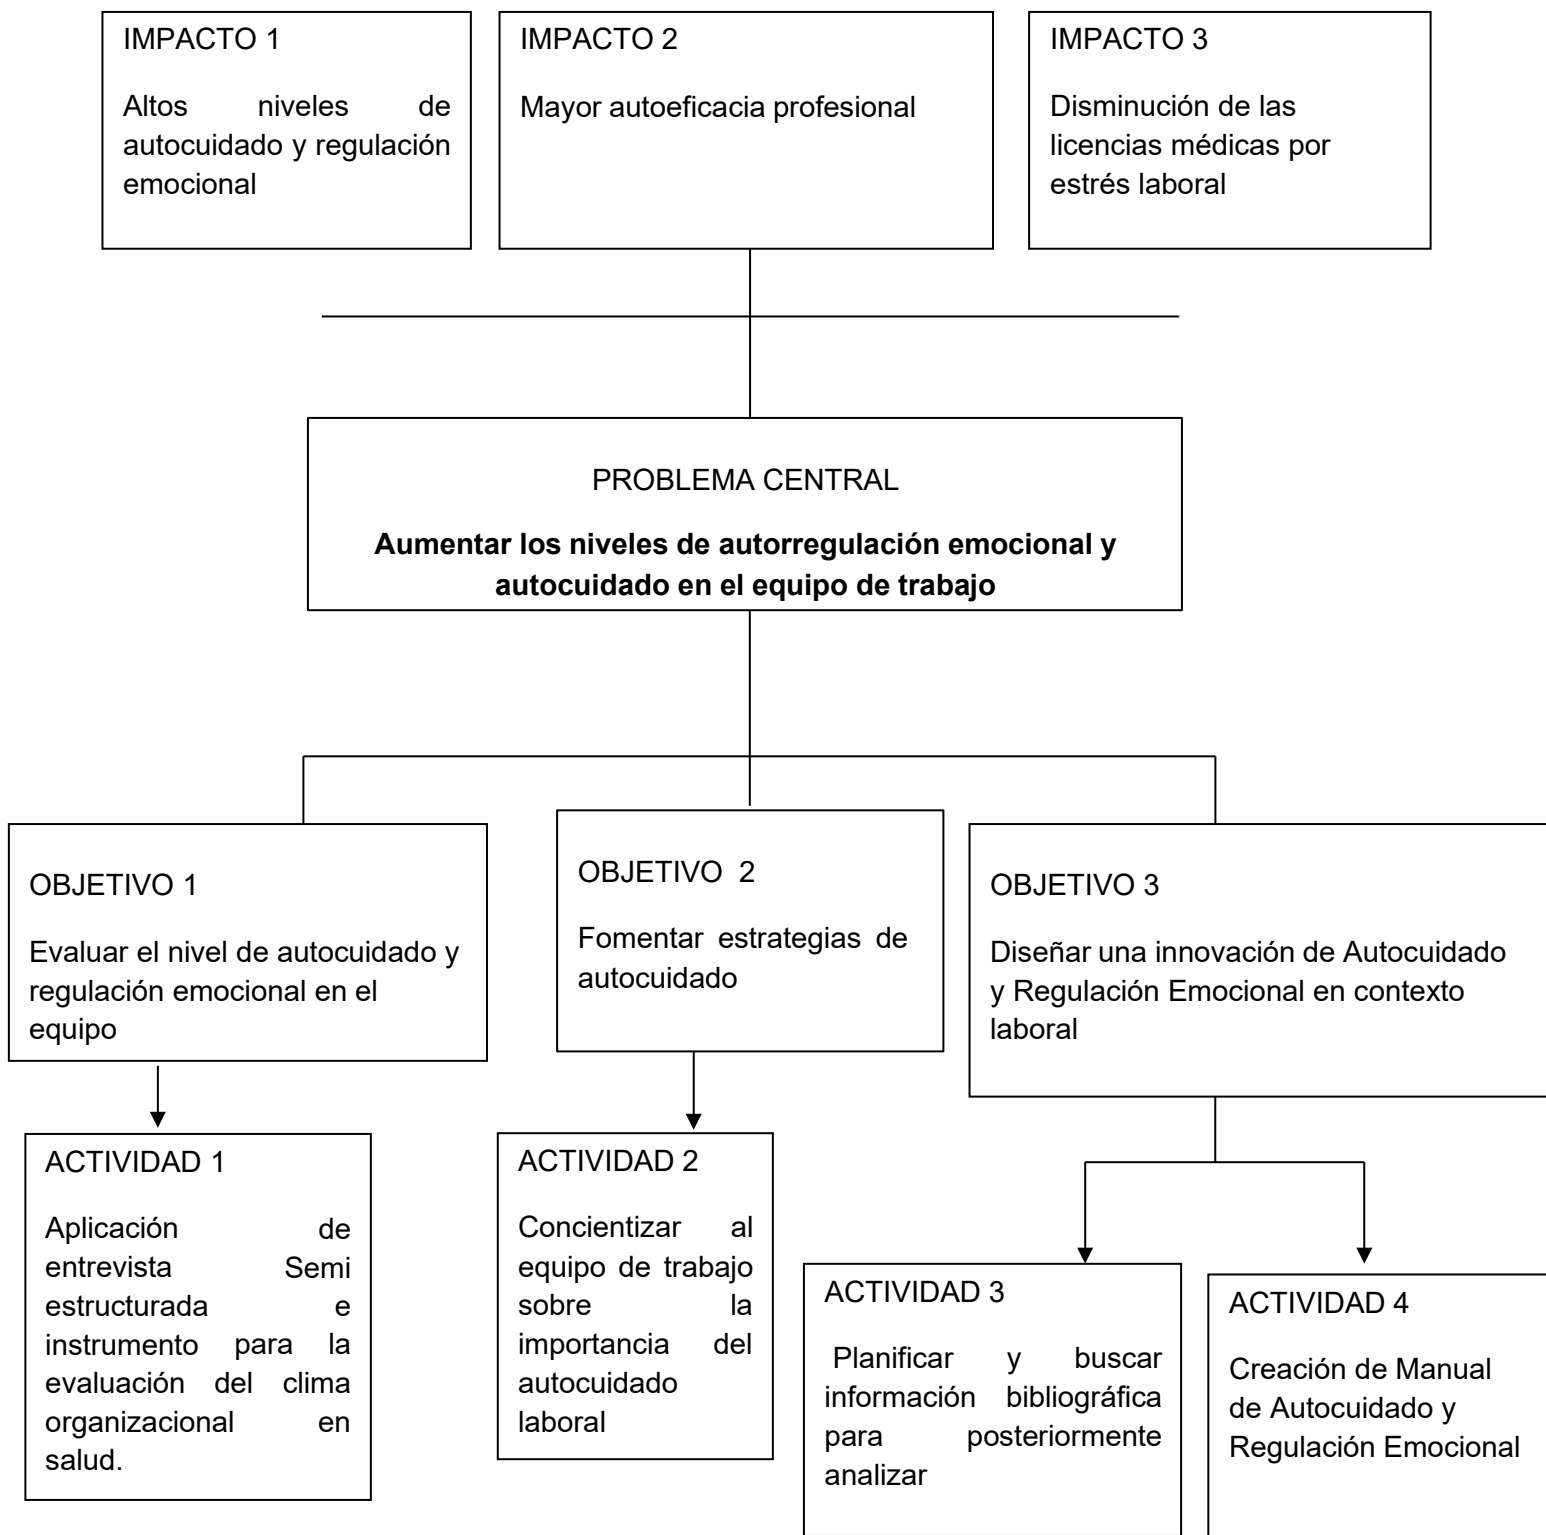 IMPACTO 1
Altos niveles de
autocuidado y regulación
emocional
IMPACTO 2
Mayor autoeficacia profesional
IMPACTO 3
Disminución de las
licencias médicas por
estrés laboral
PROBLEMA CENTRAL
Aumentar los niveles de autorregulación emocional y
autocuidado en el equipo de trabajo
OBJETIVO 1
Evaluar el nivel de autocuidado y
regulación emocional en el
equipo
OBJETIVO 2
Fomentar estrategias de
autocuidado
OBJETIVO 3
Diseñar una innovación de Autocuidado
y Regulación Emocional en contexto
laboral
ACTIVIDAD 1
Aplicación de
entrevista Semi
estructurada e
instrumento para la
evaluación del clima
organizacional en
salud.
ACTIVIDAD 2
Concientizar al
equipo de trabajo
sobre la
importancia del
autocuidado
laboral
ACTIVIDAD 3
Planificar y buscar
información bibliográfica
para posteriormente
analizar
ACTIVIDAD 4
Creación de Manual
de Autocuidado y
Regulación Emocional